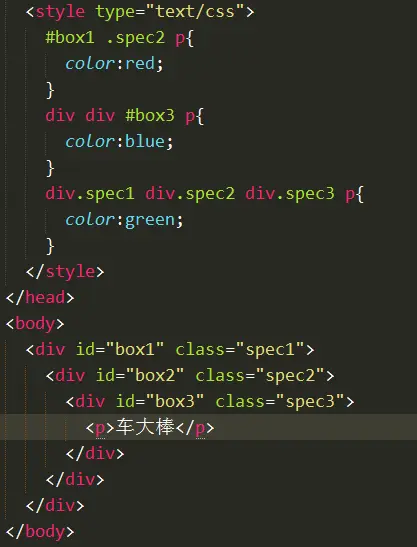 <style type="text/css">
#box1 .spec2 p{
color:red;
}
div div #box3 p{
color:blue;
}
div.spec1 div.spec2 div.spec3 p{
color:green;
}
</style>
</head>
<body>
<div id="box1" class="spec1">
<div id="box2" class="spec2">
<div id="box3" class="spec3">
<p>车大棒</p>
</div>
</div>
</div>
</body>